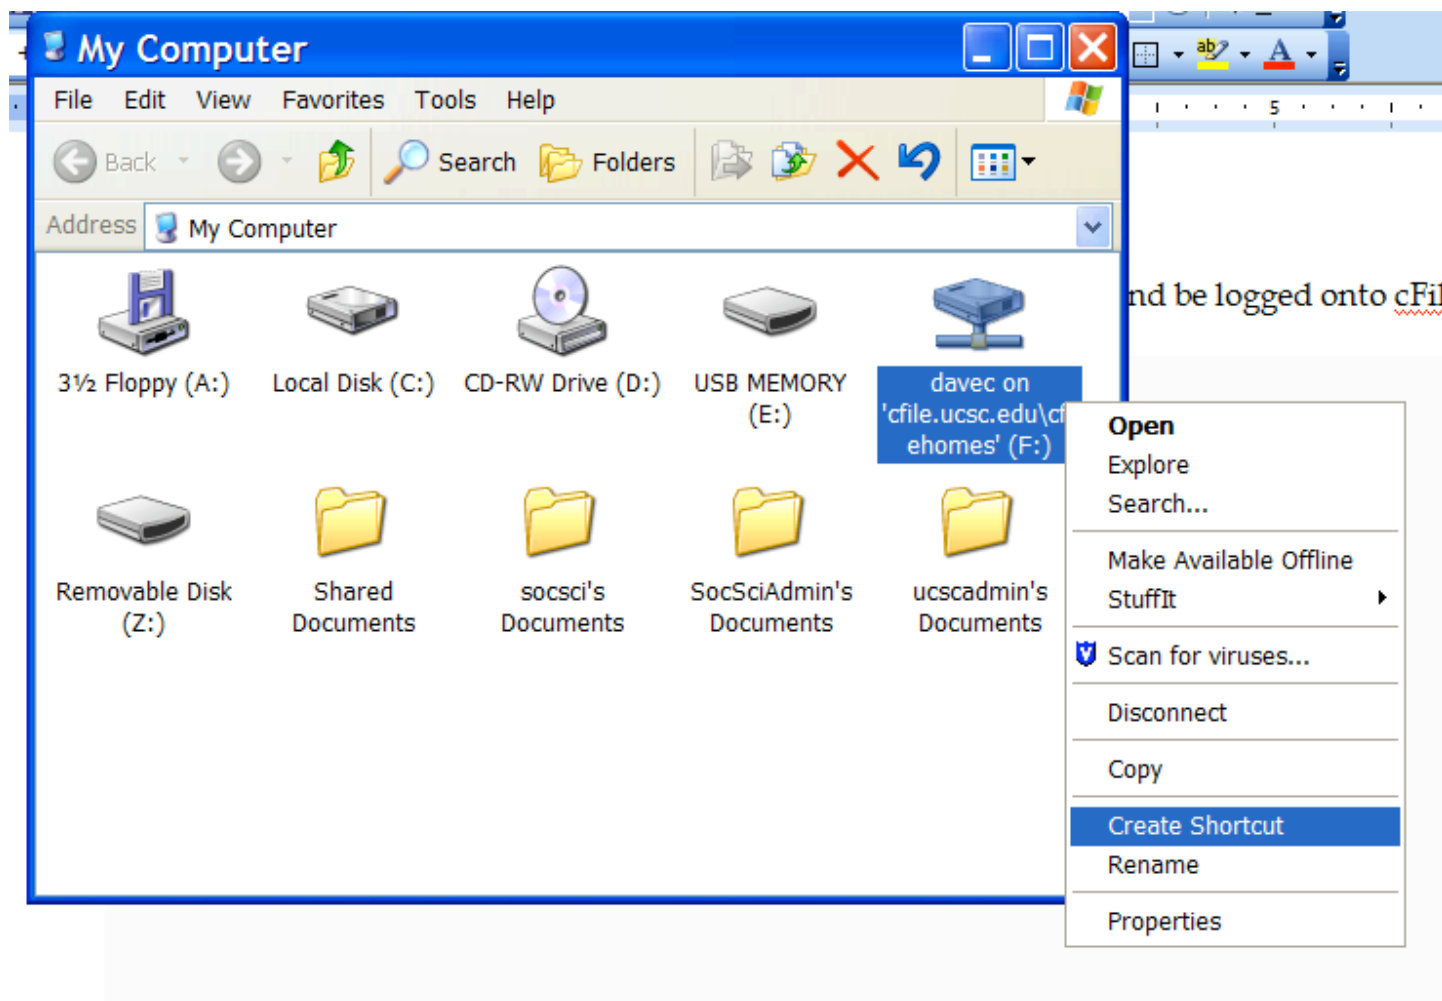 My Computer
File Edit View Favorites Tools Help
Back Search Folders
Address My Computer
5
nd be logged onto cFil
3½ Floppy (A:)
Local Disk (C:)
CD-RW Drive (D:)
USB MEMORY
(E:)
davec on
'cfile.ucsc.edu\cf
ehomes' (F:)
Removable Disk
(Z:)
Shared
Documents
socsci's
Documents
SocSciAdmin's
Documents
ucscadmin's
Documents
Open
Explore
Search...
Make Available Offline
StuffIt
Scan for viruses...
Disconnect
Copy
Create Shortcut
Rename
Properties